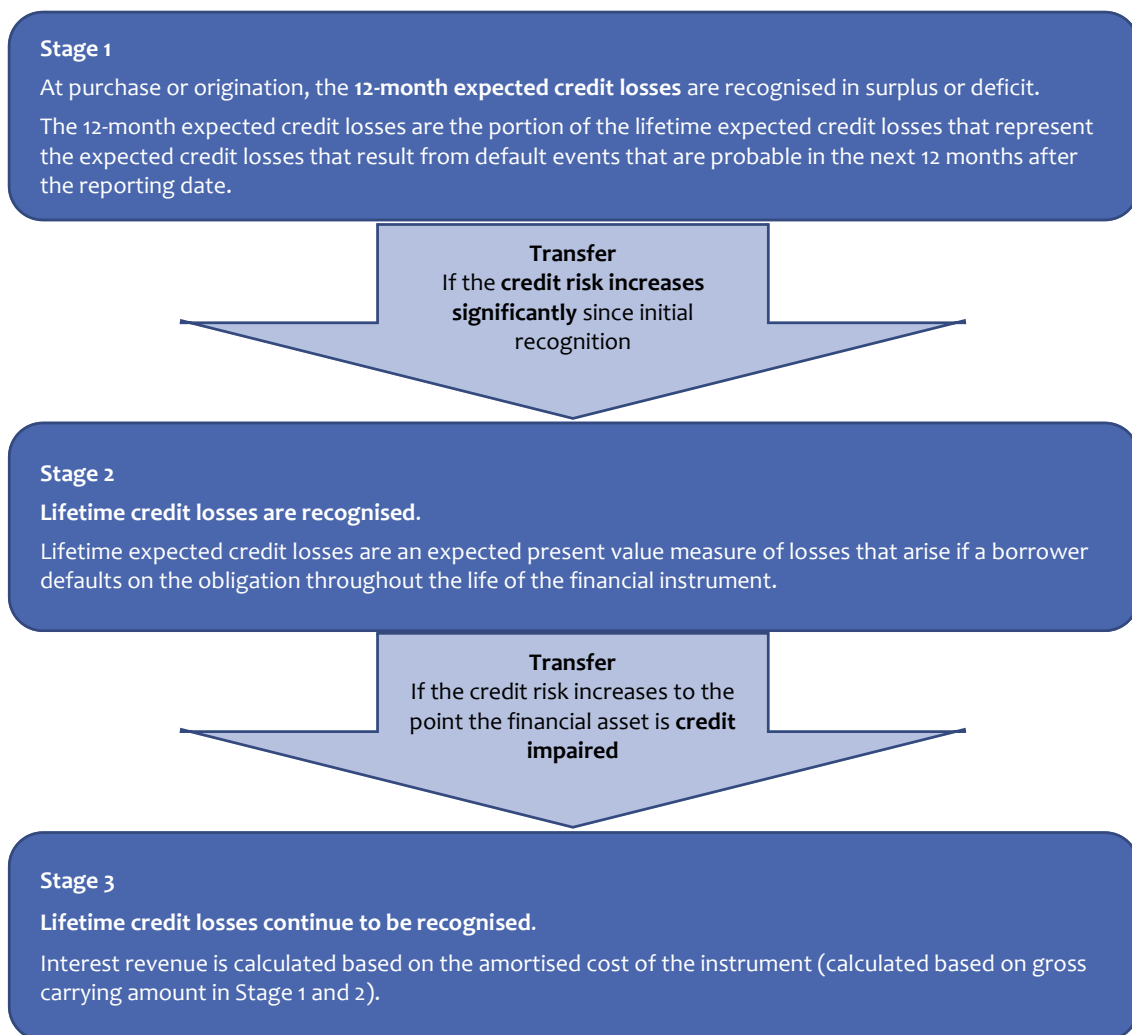 Stage 1
At purchase or origination, the 12-month expected credit losses are recognised in surplus or deficit.
The 12-month expected credit losses are the portion of the lifetime expected credit losses that represent
the expected credit losses that result from default events that are probable in the next 12 months after
the reporting date.
Transfer
If the credit risk increases
significantly since initial
recognition
Stage 2
Lifetime credit losses are recognised.
Lifetime expected credit losses are an expected present value measure of losses that arise if a borrower
defaults on the obligation throughout the life of the financial instrument.
Transfer
If the credit risk increases to the
point the financial asset is credit
impaired
Stage 3
Lifetime credit losses continue to be recognised.
Interest revenue is calculated based on the amortised cost of the instrument (calculated based on gross
carrying amount in Stage 1 and 2).